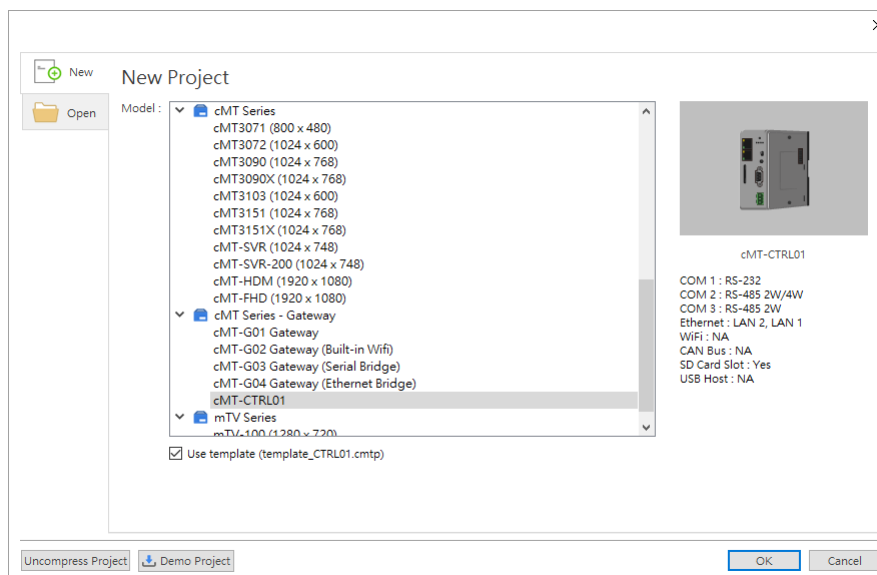 New
Open
New Project
Model :
cMT Series
cMT3071 (800 x 480)
cMT3072 (1024 x 600)
cMT3090 (1024 x 768)
cMT3090X (1024 x 768)
cMT3103 (1024 x 600)
cMT3151 (1024 x 768)
cMT3151X (1024 x 768)
cMT-SVR (1024 x 748)
cMT-SVR-200 (1024 x 748)
cMT-HDM (1920 x 1080)
cMT-FHD (1920 x 1080)
cMT Series - Gateway
cMT-G01 Gateway
cMT-G02 Gateway (Built-in Wifi)
cMT-G03 Gateway (Serial Bridge)
cMT-G04 Gateway (Ethernet Bridge)
cMT-CTRL01
mTV Series
mTV-100 (1280 x 720)
Use template (template_CTRL01.cmtp)
cMT-CTRL01
COM 1 : RS-232
COM 2 : RS-485 2W/4W
COM 3 : RS-485 2W
Ethernet : LAN 2, LAN 1
WiFi : NA
CAN Bus : NA
SD Card Slot : Yes
USB Host : NA
Uncompress Project
Demo Project
OK
Cancel